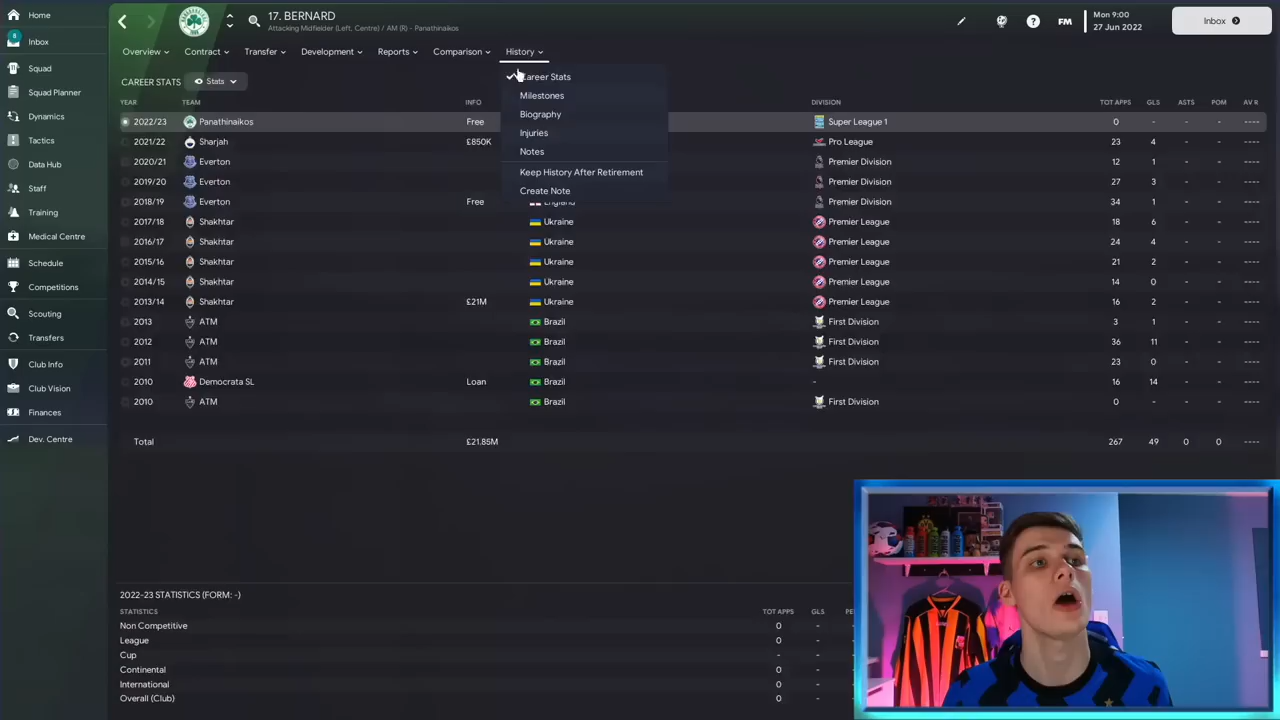 Home
Inbox
Squad
Squad Planner
Dynamics
Tactics
Data Hub
Staff
Training
Medical Centre
Schedule
Competitions
Scouting
Transfers
Club Info
Club Vision
Finances
Dev. Centre
17. BERNARD
Attacking Midfielder (Left, Centre) / AM (R) - Panathinaikos
FM
Mon 9:00
27 Jun 2022
Inbox
Overview Contract Transfer Development Reports Comparison History
CAREER STATS Stats
Career Stats
Milestones
Biography
Injuries
Notes
Keep History After Retirement
Create Note
YEAR TEAM INFO DIVISION TOT APPS GLS ASTS POM AV R
2022/23 Panathinaikos Free Super League 1 0 - - - ----
2021/22 Sharjah £850K Pro League 23 4 - - ----
2020/21 Everton Premier Division 12 1 - - ----
2019/20 Everton Premier Division 27 3 - - ----
2018/19 Everton Free England Premier Division 34 1 - - ----
2017/18 Shakhtar Ukraine Premier League 18 6 - - ----
2016/17 Shakhtar Ukraine Premier League 24 4 - - ----
2015/16 Shakhtar Ukraine Premier League 21 2 - - ----
2014/15 Shakhtar Ukraine Premier League 14 0 - - ----
2013/14 Shakhtar £21M Ukraine Premier League 16 2 - - ----
2013 ATM Brazil First Division 3 1 - - ----
2012 ATM Brazil First Division 36 11 - - ----
2011 ATM Brazil First Division 23 0 - - ----
2010 Democrata SL Loan Brazil - 16 14 - - ----
2010 ATM Brazil First Division 0 - - - ----
Total £21.85M 267 49 0 0 ----
2022-23 STATISTICS (FORM: -)
STATISTICS TOT APPS GLS
Non Competitive 0 -
League 0 -
Cup - -
Continental 0 -
International 0 -
Overall (Club) 0 -